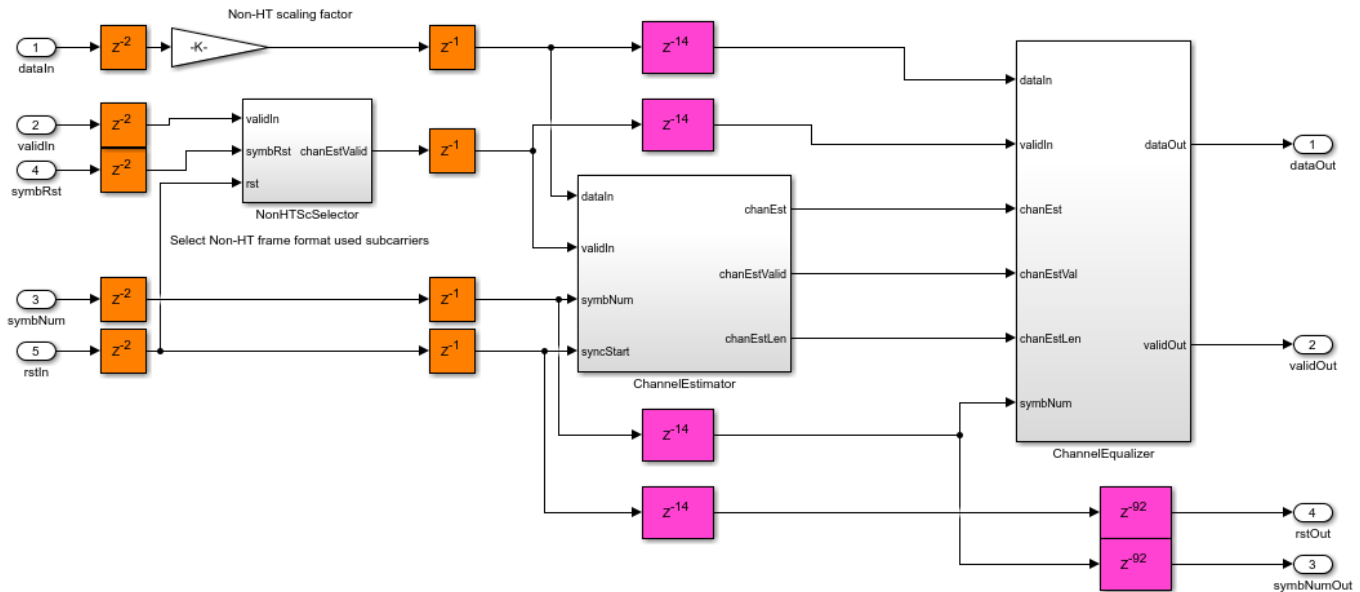 Non-HT scaling factor
1
dataIn
z-2
-K-
z-1
z-14
dataIn
2
validIn
z-2
validIn
z-1
z-14
validIn
dataOut
1
dataOut
4
symbRst
z-2
symbRst
chanEstValid
rst
NonHTScSelector
Select Non-HT frame format used subcarriers
dataIn
chanEst
chanEst
validIn
chanEstValid
chanEstVal
3
symbNum
z-2
z-1
symbNum
chanEstLen
chanEstLen
5
rstIn
z-2
z-1
syncStart
ChannelEstimator
validOut
2
validOut
symbNum
z-14
ChannelEqualizer
z-14
z-92
4
rstOut
z-92
3
symbNumOut